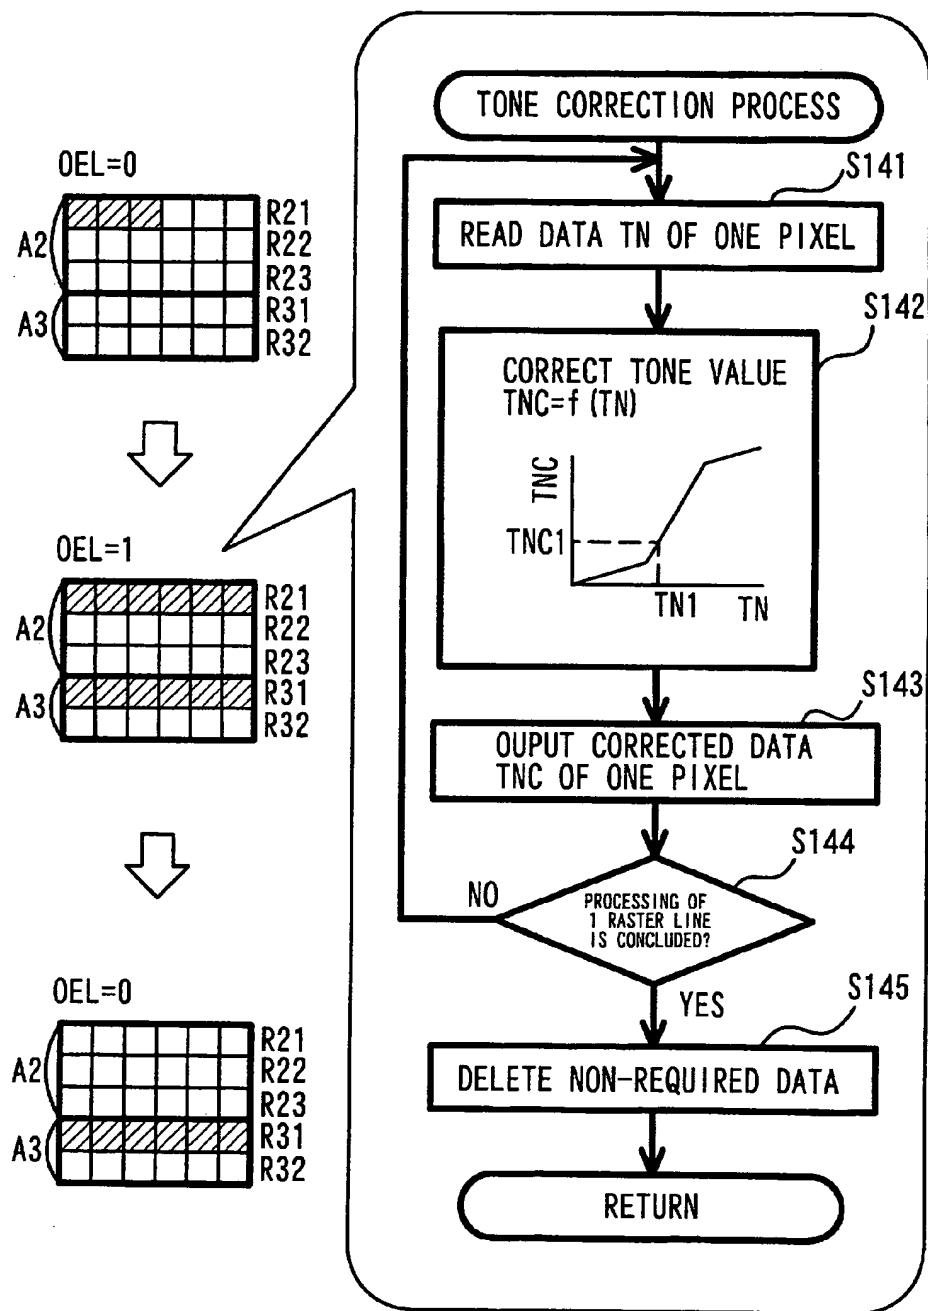 OEL=0
A2
A3
R21
R22
R23
R31
R32
OEL=1
A2
A3
R21
R22
R23
R31
R32
OEL=0
A2
A3
R21
R22
R23
R31
R32
TONE CORRECTION PROCESS
S141
READ DATA TN OF ONE PIXEL
S142
CORRECT TONE VALUE
TNC=f(TN)
TNC
TNC1
TN1
TN
S143
OUPUT CORRECTED DATA
TNC OF ONE PIXEL
S144
NO
PROCESSING OF
1 RASTER LINE
IS CONCLUDED?
YES
S145
DELETE NON-REQUIRED DATA
RETURN